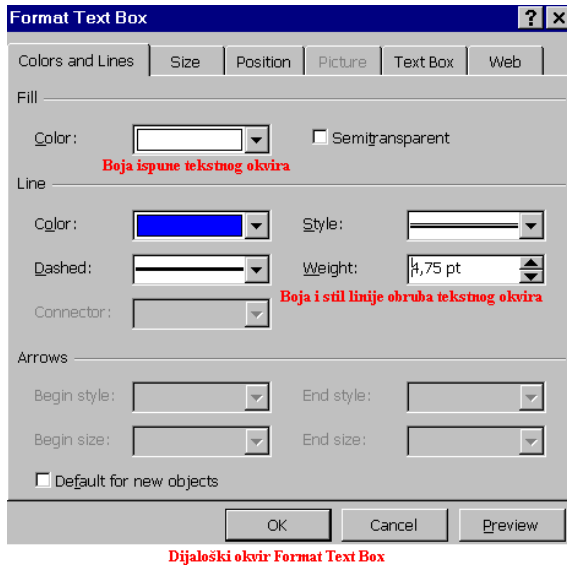 Format Text Box
Colors and Lines Size Position Picture Text Box Web
Fill
Color: Semitransparent
Boja ispune tekstnog okvira
Line
Color: Style:
Dashed: Weight: 4,75 pt
Boja i stil linije obruba tekstnog okvira
Connector:
Arrows
Begin style: End style:
Begin size: End size:
Default for new objects
OK Cancel Preview
Dijaloški okvir Format Text Box